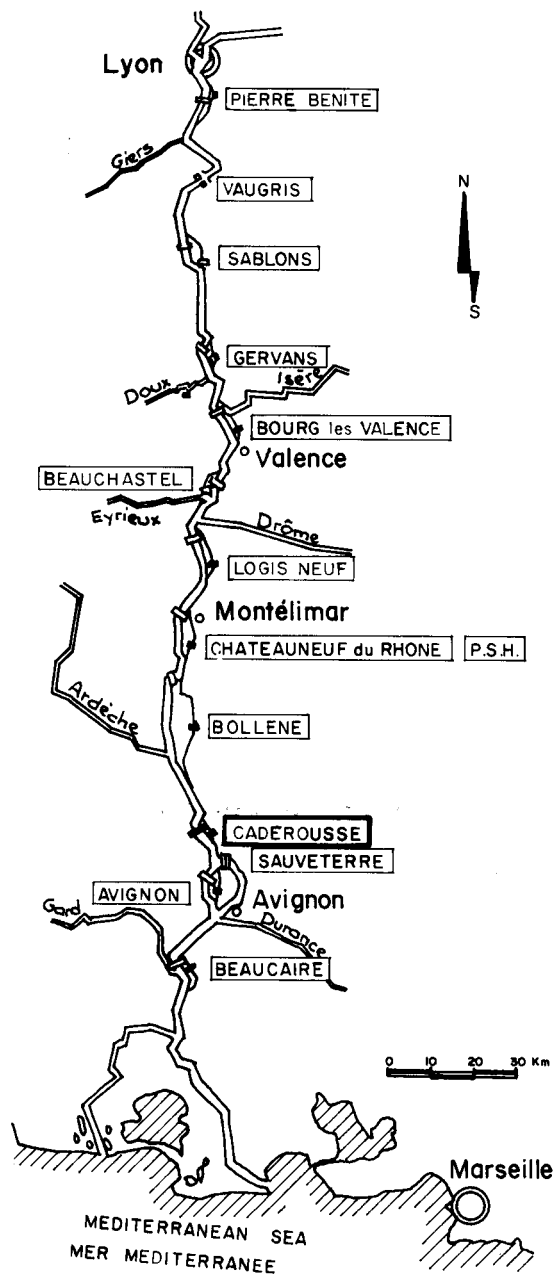 Lyon
PIERRE BENITE
Giers
VAUGRIS
N
S
SABLONS
GERVANS
Isère
Doux
BOURG les VALENCE
Valence
BEAUCHASTEL
Eyrieux
Drôme
LOGIS NEUF
Montélimar
CHATEAUNEUF du RHONE P.S.H.
Ardèche
BOLLENE
CADEROUSSE
SAUVETERRE
AVIGNON
Avignon
Gard
Durance
BEAUCAIRE
0 10 20 30 Km
Marseille
MEDITERRANEAN SEA
MER MEDITERRANEE